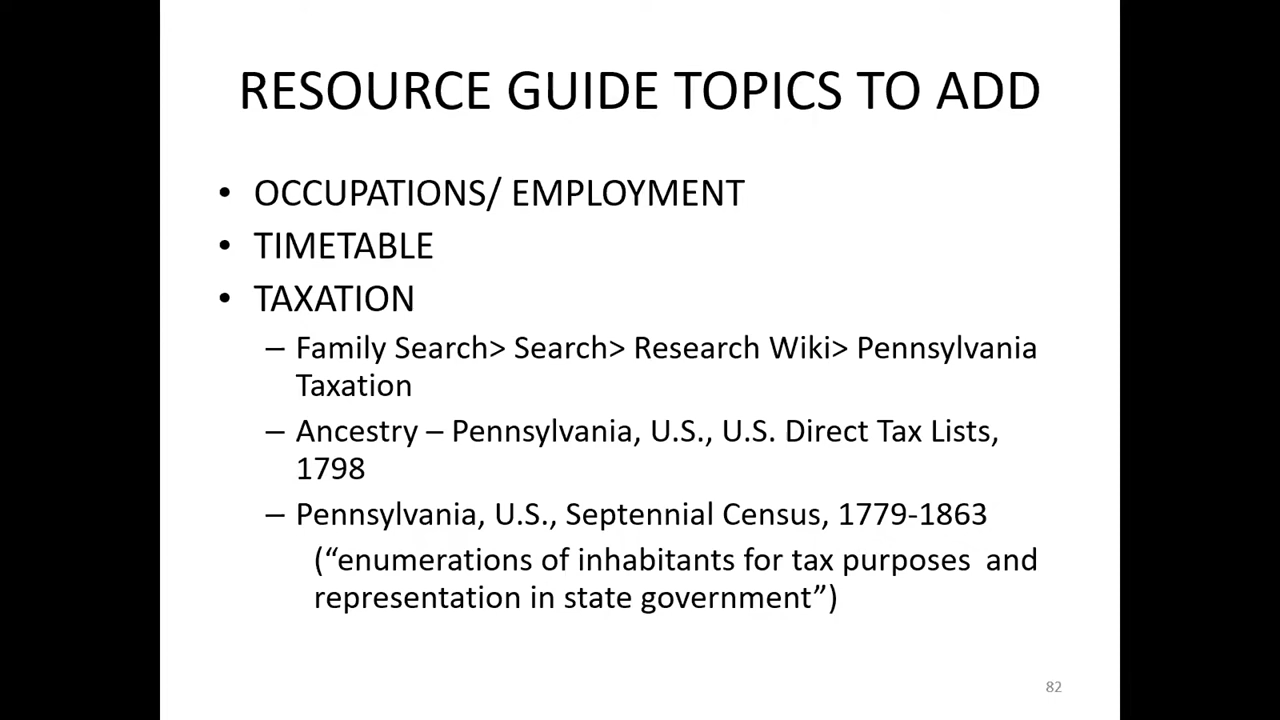 RESOURCE GUIDE TOPICS TO ADD
• OCCUPATIONS/ EMPLOYMENT
• TIMETABLE
• TAXATION
– Family Search> Search> Research Wiki> Pennsylvania
Taxation
– Ancestry – Pennsylvania, U.S., U.S. Direct Tax Lists,
1798
– Pennsylvania, U.S., Septennial Census, 1779-1863
(“enumerations of inhabitants for tax purposes  and
representation in state government”)
82